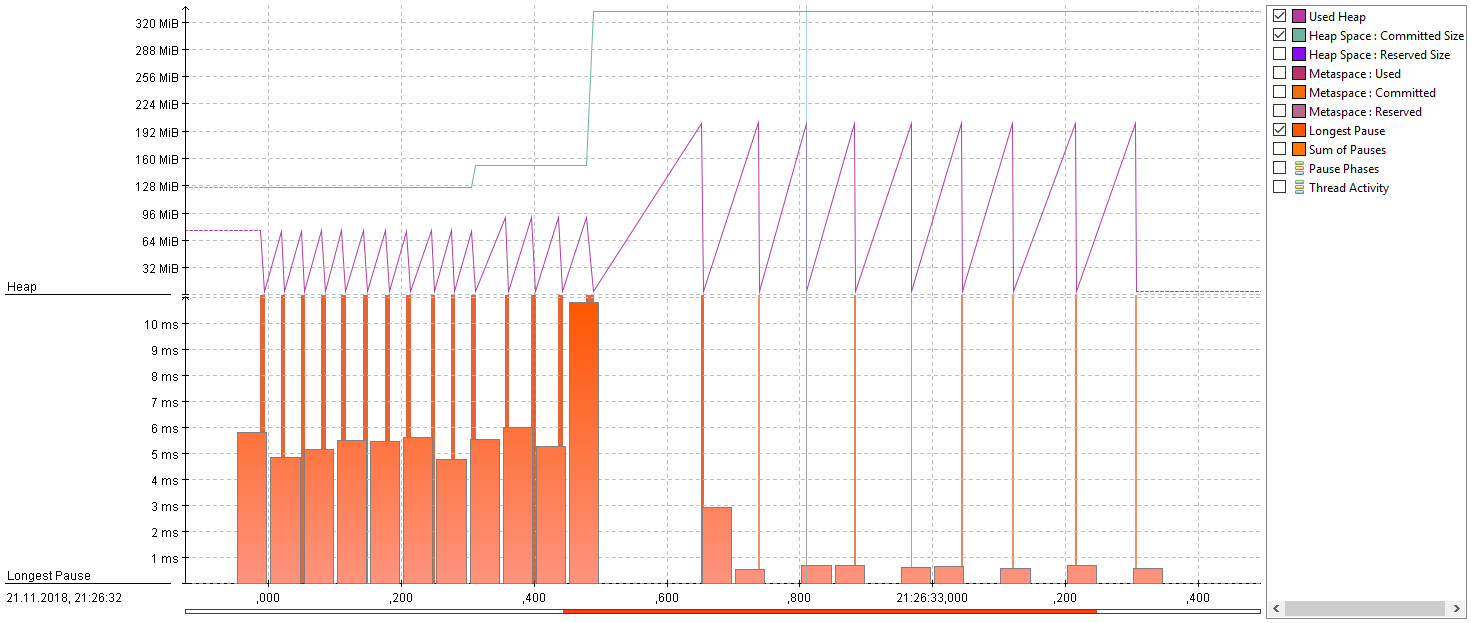 320 MiB
288 MiB
256 MiB
224 MiB
192 MiB
160 MiB
128 MiB
96 MiB
64 MiB
32 MiB
Heap
10 ms
9 ms
8 ms
7 ms
6 ms
5 ms
4 ms
3 ms
2 ms
1 ms
Longest Pause
21.11.2018, 21:26:32
,000 ,200 ,400 ,600 ,800 21:26:33,000 ,200 ,400
Used Heap
Heap Space : Committed Size
Heap Space : Reserved Size
Metaspace : Used
Metaspace : Committed
Metaspace : Reserved
Longest Pause
Sum of Pauses
Pause Phases
Thread Activity